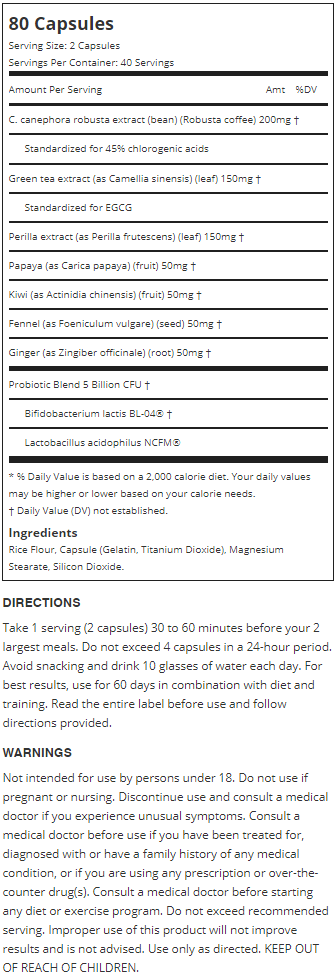 80 Capsules
Serving Size: 2 Capsules
Servings Per Container: 40 Servings
Amount Per Serving Amt %DV
C. canephora robusta extract (bean) (Robusta coffee) 200mg †
Standardized for 45% chlorogenic acids
Green tea extract (as Camellia sinensis) (leaf) 150mg †
Standardized for EGCG
Perilla extract (as Perilla frutescens) (leaf) 150mg †
Papaya (as Carica papaya) (fruit) 50mg †
Kiwi (as Actinidia chinensis) (fruit) 50mg †
Fennel (as Foeniculum vulgare) (seed) 50mg †
Ginger (as Zingiber officinale) (root) 50mg †
Probiotic Blend 5 Billion CFU †
Bifidobacterium lactis BL-04® †
Lactobacillus acidophilus NCFM®
* % Daily Value is based on a 2,000 calorie diet. Your daily values
may be higher or lower based on your calorie needs.
† Daily Value (DV) not established.
Ingredients
Rice Flour, Capsule (Gelatin, Titanium Dioxide), Magnesium
Stearate, Silicon Dioxide.
DIRECTIONS
Take 1 serving (2 capsules) 30 to 60 minutes before your 2
largest meals. Do not exceed 4 capsules in a 24-hour period.
Avoid snacking and drink 10 glasses of water each day. For
best results, use for 60 days in combination with diet and
training. Read the entire label before use and follow
directions provided.
WARNINGS
Not intended for use by persons under 18. Do not use if
pregnant or nursing. Discontinue use and consult a medical
doctor if you experience unusual symptoms. Consult a
medical doctor before use if you have been treated for,
diagnosed with or have a family history of any medical
condition, or if you are using any prescription or over-the-
counter drug(s). Consult a medical doctor before starting
any diet or exercise program. Do not exceed recommended
serving. Improper use of this product will not improve
results and is not advised. Use only as directed. KEEP OUT
OF REACH OF CHILDREN.